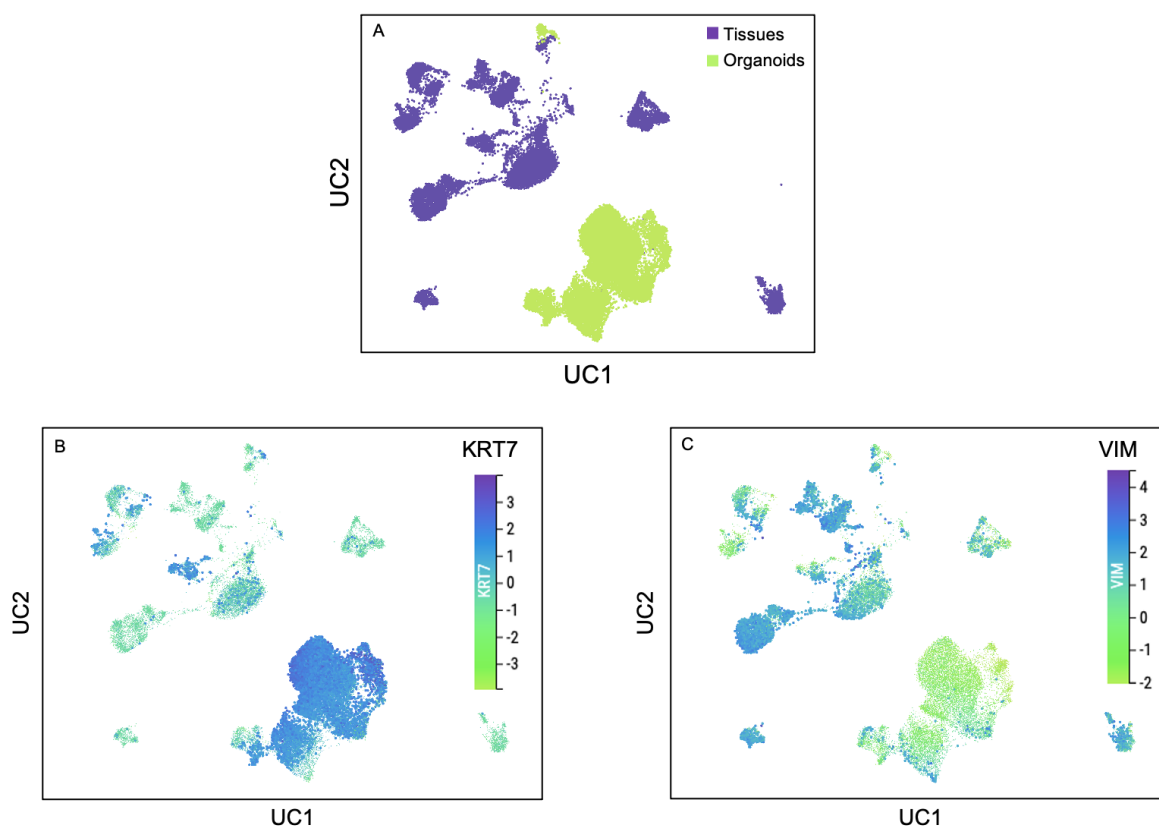 A
Tissues
Organoids
UC2
UC1
B
KRT7
3
2
1
0
-1
-2
-3
KRT7
UC2
UC1
C
VIM
4
3
2
1
0
-1
-2
VIM
UC2
UC1